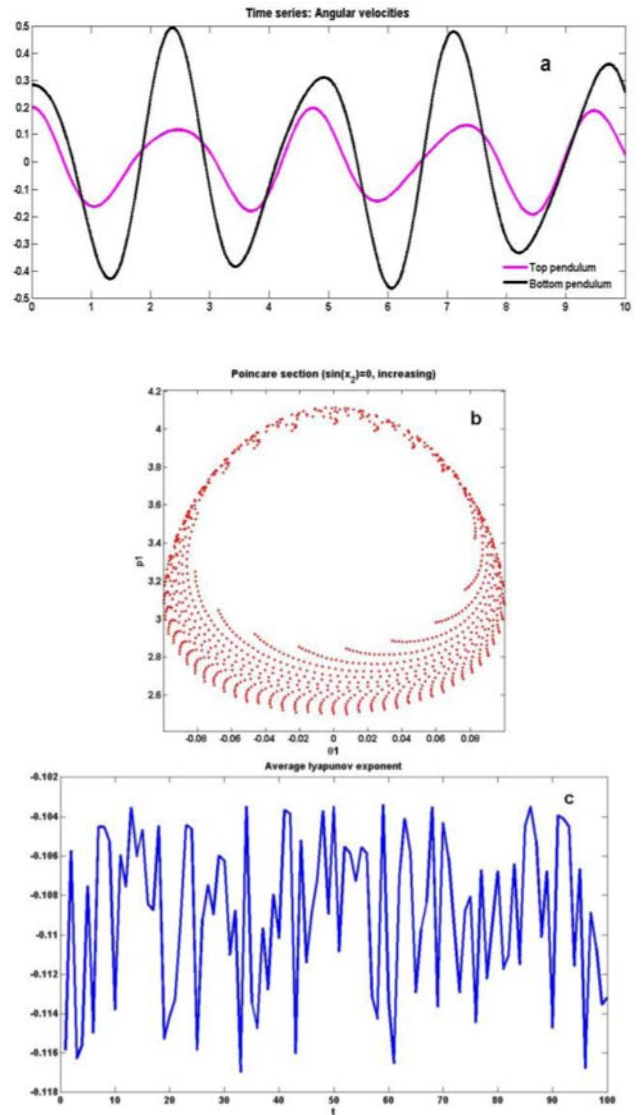 Time series: Angular velocities
a
0.5
0.4
0.3
0.2
0.1
0
-0.1
0.2
0.3
0.4
-0.5
Top pendulum
Bottom pendulum
0 1 2 3 4 5 6 7 8 9 10
Poincare section (sin(x2)=0, increasing)
b
4.2
4
3.8
3.6
3.4
3.2
3
2.8
2.6
p1
-0.08 -0.06 -0.04 -0.02 0 0.02 0.04 0.06 0.08
θ1
Average lyapunov exponent
c
-0.102
-0.104
-0.106
-0.108
-0.11
-0.112
-0.114
-0.116
-0.118
0 10 20 30 40 50 60 70 80 90 100
t